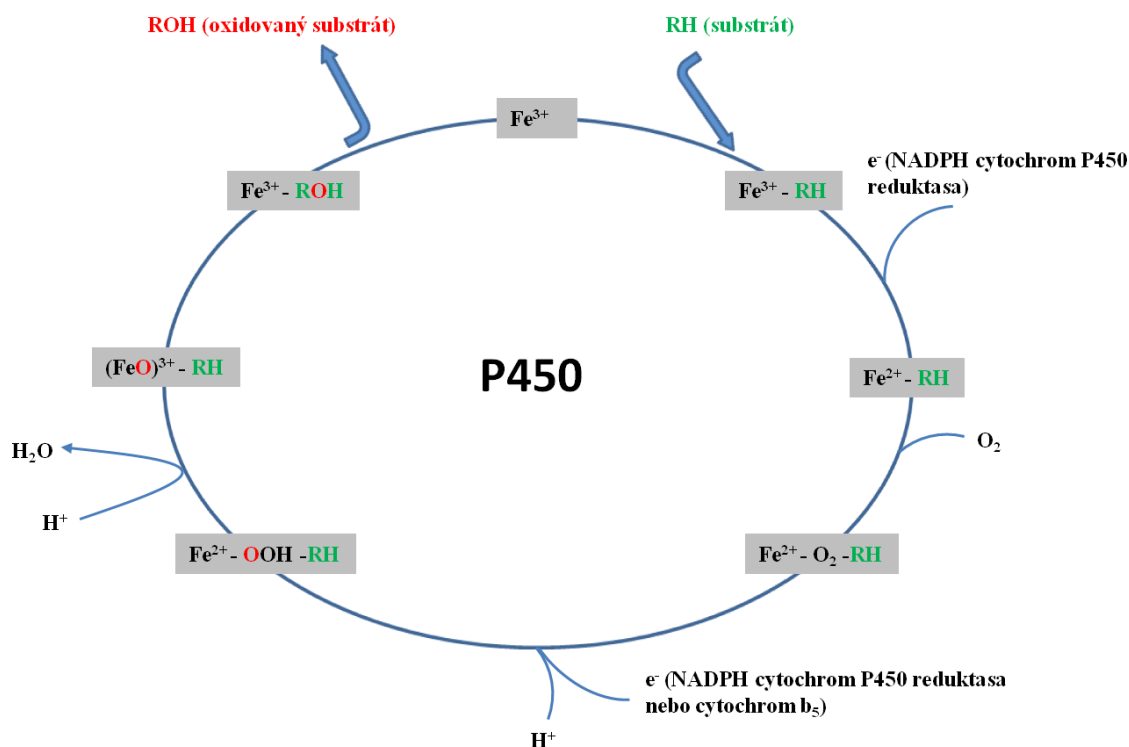 ROH (oxidovaný substrát)
RH (substrát)
Fe³⁺
e⁻ (NADPH cytochrom P450
reduktasa)
Fe³⁺ - ROH
Fe³⁺ - RH
P450
(FeO)³⁺ - RH
Fe²⁺ - RH
H₂O
O₂
H⁺
Fe²⁺ - OOH -RH
Fe²⁺ - O₂ -RH
e⁻ (NADPH cytochrom P450 reduktasa
nebo cytochrom b₅)
H⁺